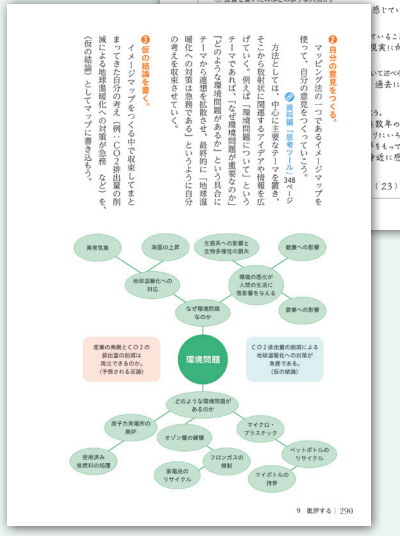 ❷ 自分の意見をつくる。
マッピング法の一つであるイメージマップを
使って、自分の意見をつくっていこう。
資料編「思考ツール」348ページ
方法としては、中心に主要なテーマを置き、
そこから放射状に関連するアイデアや情報を広
げていく。例えば「環境問題について」という
テーマであれば、「なぜ環境問題が重要なのか」
「どのような環境問題があるか」という具合に
テーマから連想を拡散させ、最終的に「地球温
暖化への対策は急務である」というように自分
の考えを収束させていく。
❸ 仮の結論を書く。
イメージマップをつくる中で収束してまと
まってきた自分の考え（例：ＣＯ２排出量の削
減による地球温暖化への対策が急務 など）を、
（仮の結論）としてマップに書き込もう。
異常気象
海面の上昇
生態系への影響と
生物多様性の損失
健康への影響
地球温暖化への
対応
環境の悪化が
人間の生活に
悪影響を与える
なぜ環境問題
なのか
農業への影響
産業の発展とＣＯ２の
排出量の削減は
両立できるのか。
（予想される反論）
環境問題
ＣＯ２排出量の削減による
地球温暖化への対策が
急務である。
（仮の結論）
どのような環境問題が
あるのか
原子力発電所の
廃炉
オゾン層の破壊
マイクロ・
プラスチック
使用済み
核燃料の処理
家電品の
リサイクル
フロンガスの
規制
ペットボトルの
リサイクル
マイボトルの
持参
9 批評する｜290
（23）